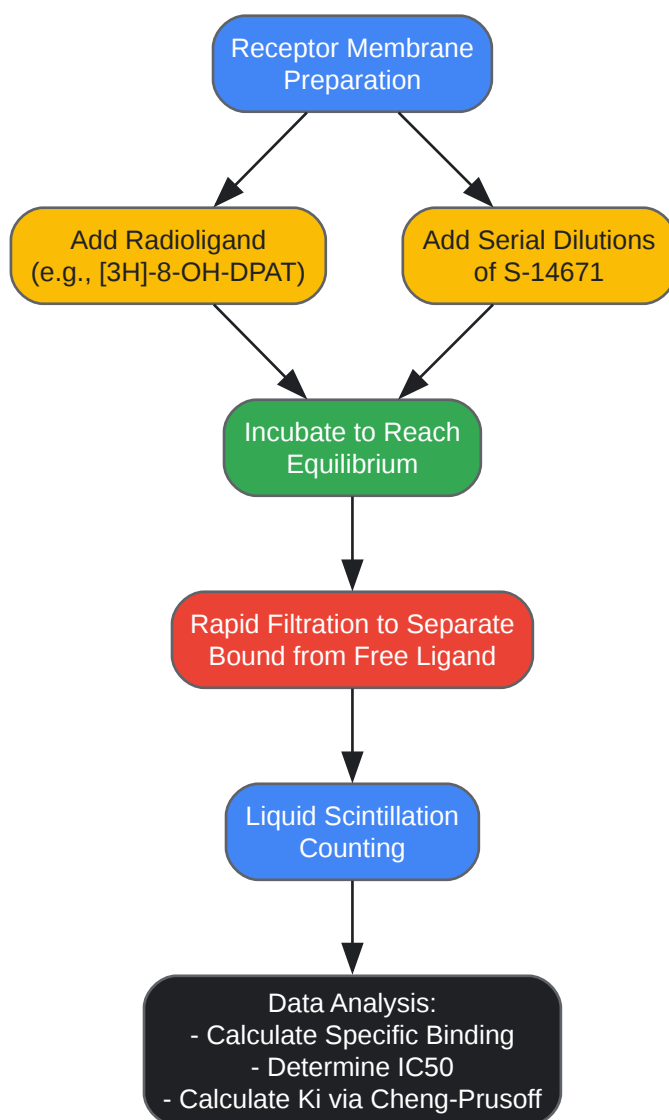 Receptor Membrane
Preparation
Add Radioligand
(e.g., [3H]-8-OH-DPAT)
Add Serial Dilutions
of S-14671
Incubate to Reach
Equilibrium
Rapid Filtration to Separate
Bound from Free Ligand
Liquid Scintillation
Counting
Data Analysis:
- Calculate Specific Binding
- Determine IC50
- Calculate Ki via Cheng-Prusoff